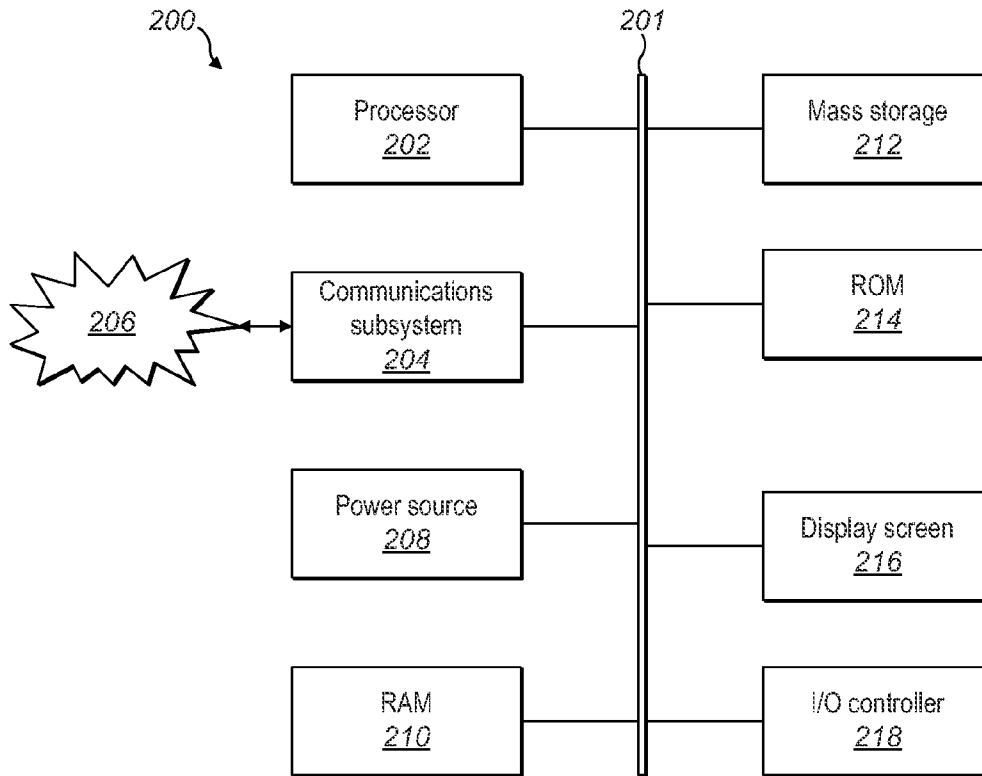 200
201
Processor
202
Mass storage
212
206
Communications
subsystem
204
ROM
214
Power source
208
Display screen
216
RAM
210
I/O controller
218